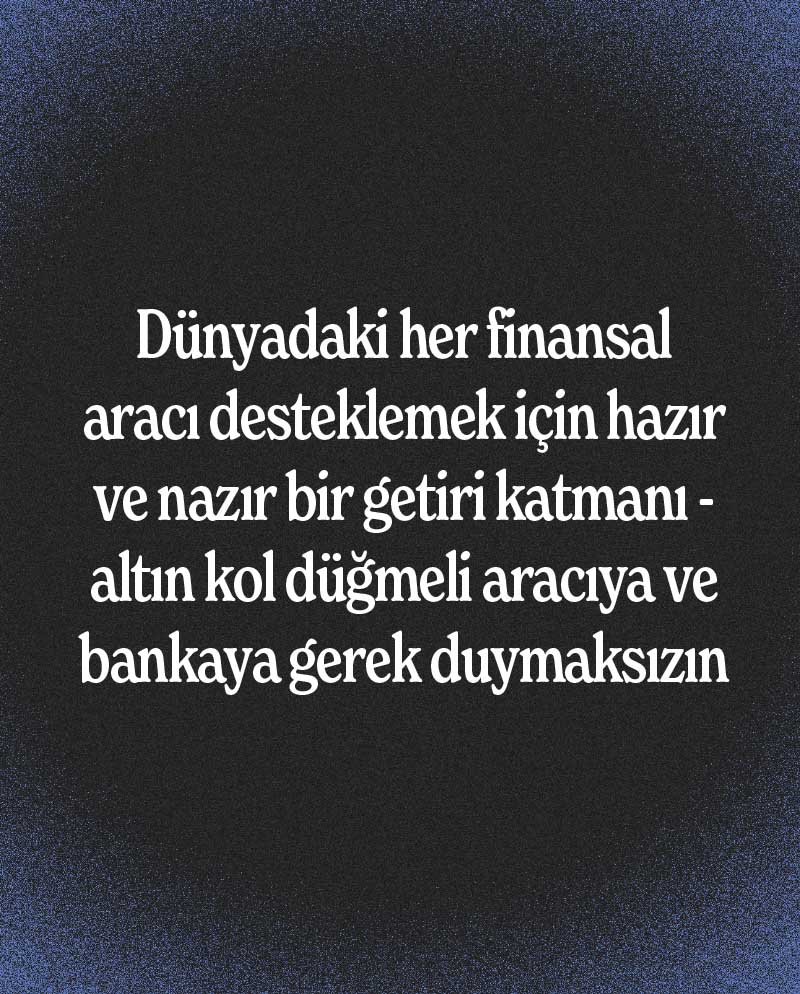 Dünyadaki her finansal
aracı desteklemek için hazır
ve nazır bir getiri katmanı -
altın kol düğmeli aracıya ve
bankaya gerek duymaksızın